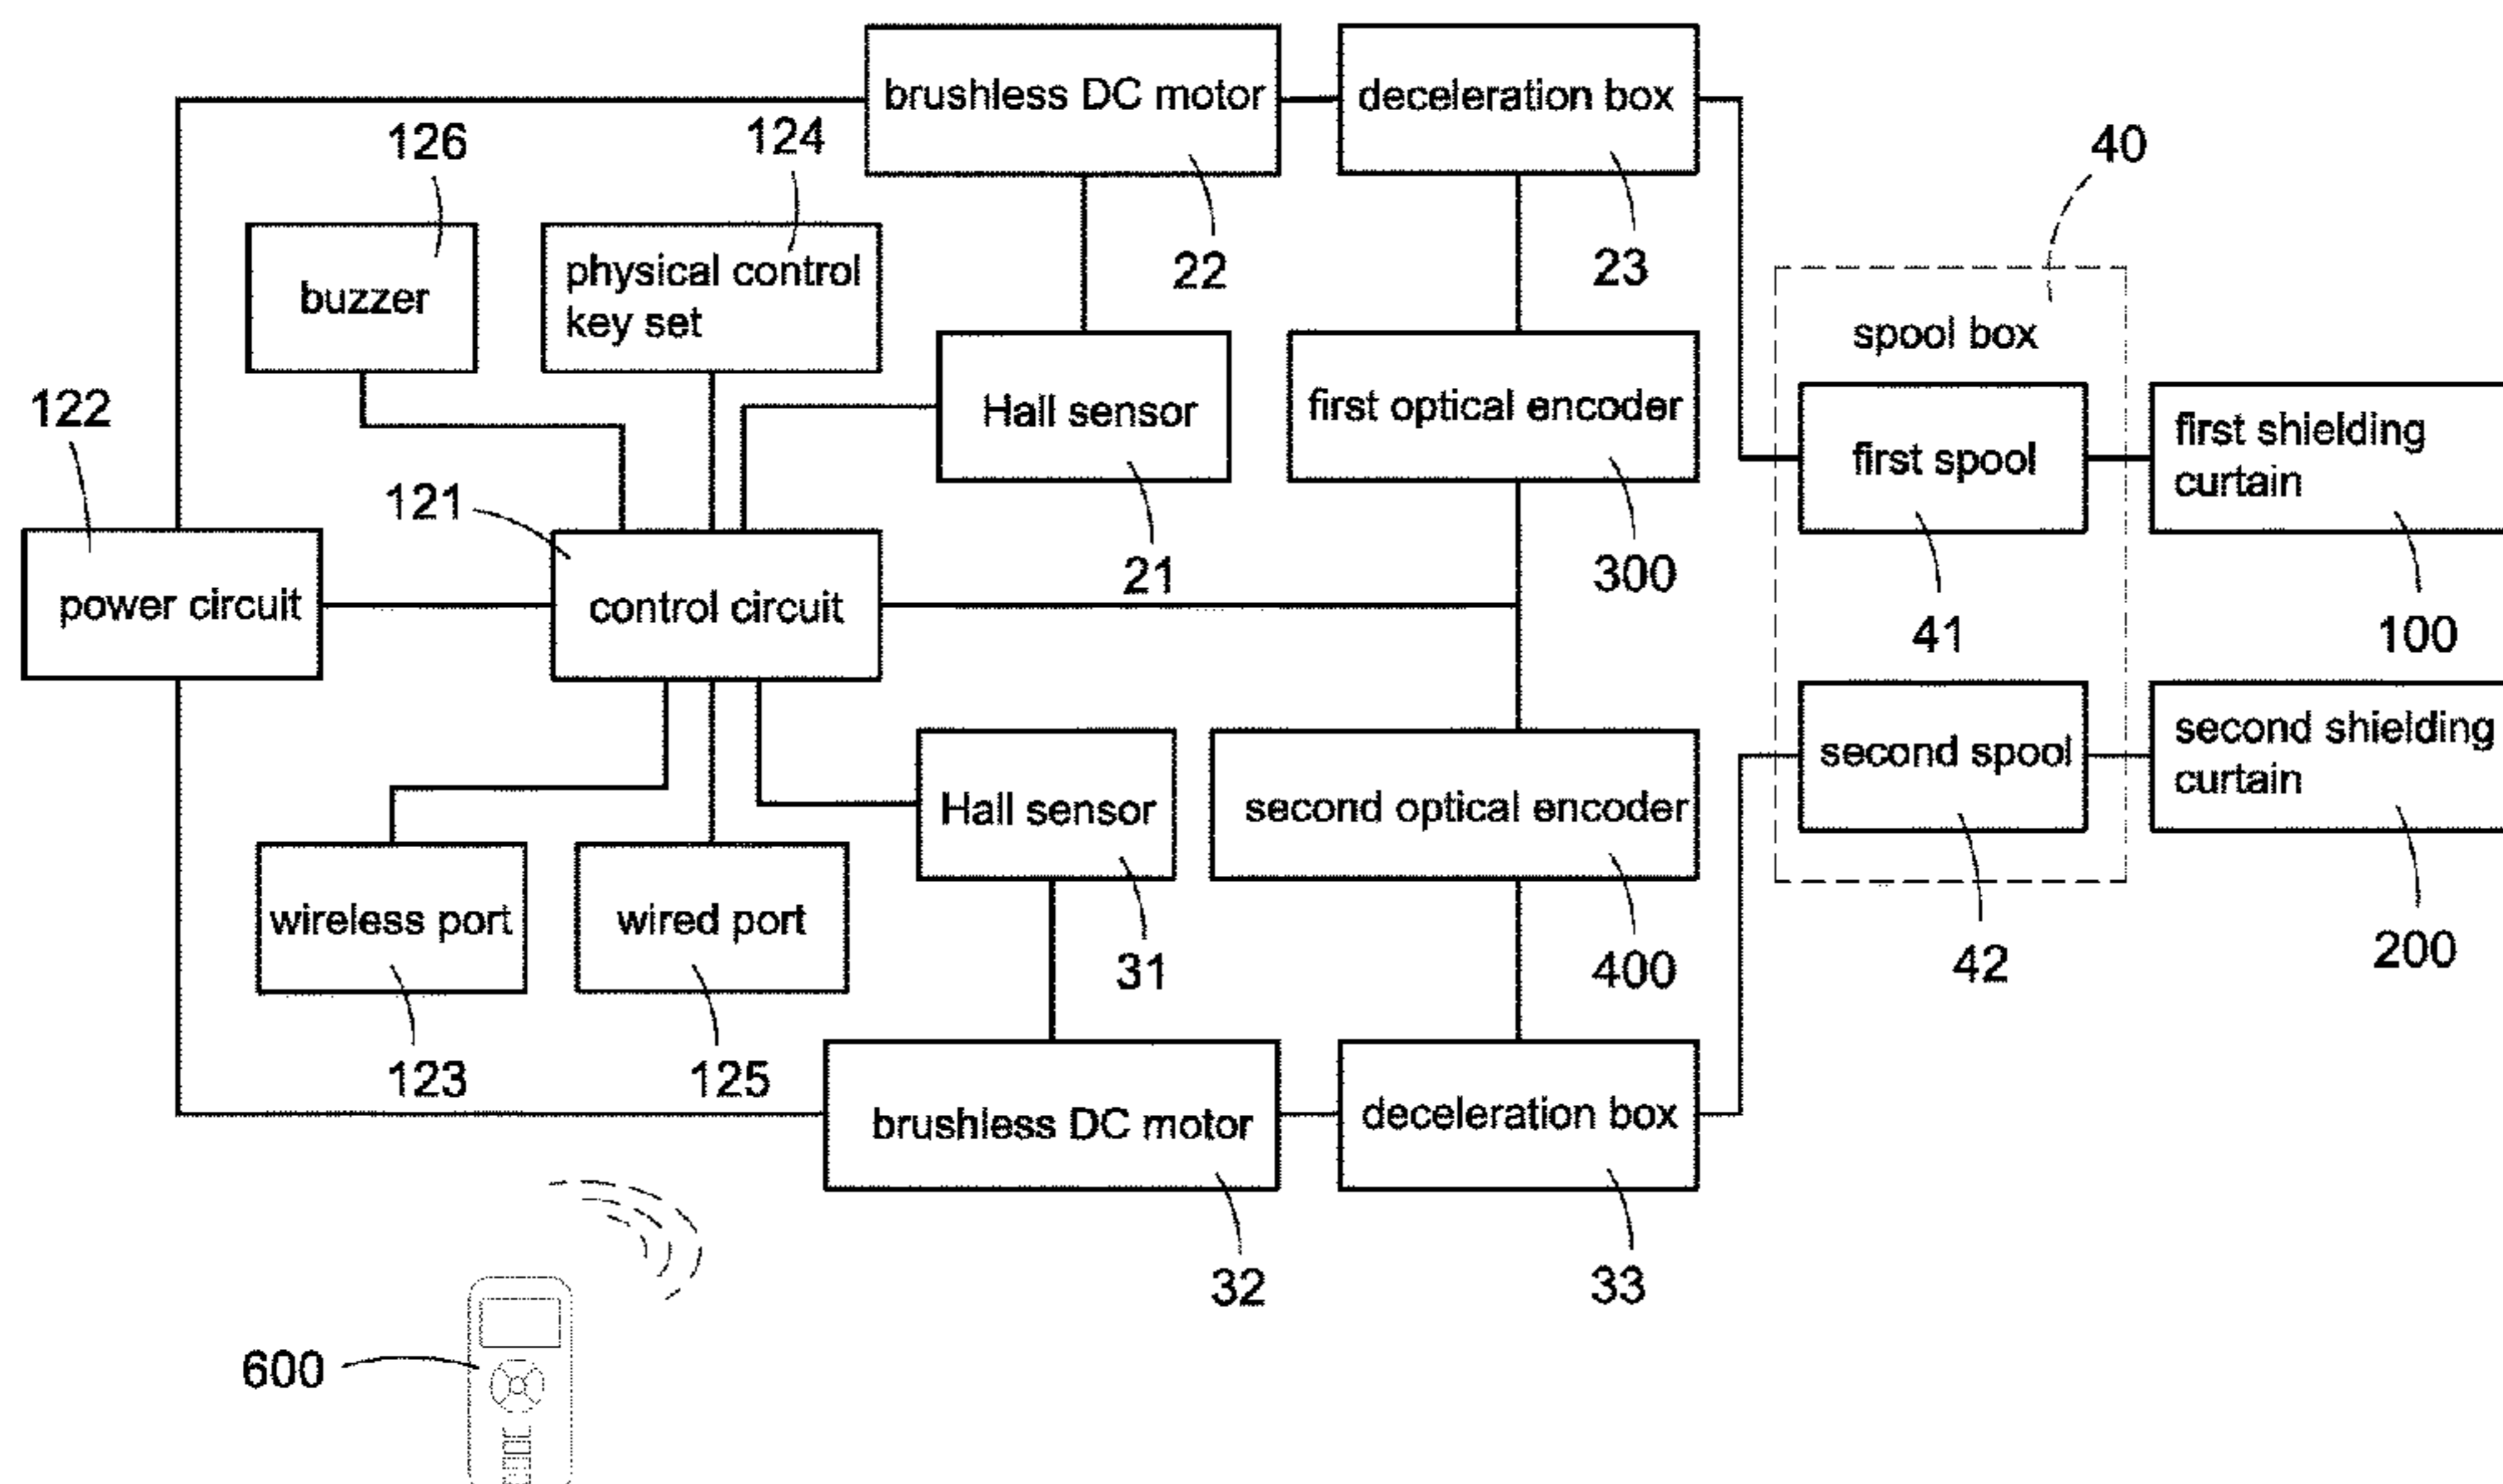 brushless DC motor
deceleration box
126
124
40
22
23
buzzer
physical control
key set
spool box
122
Hall sensor
first optical encoder
first spool
first shielding
curtain
121
21
300
power circuit
control circuit
41
100
Hall sensor
second optical encoder
second spool
second shielding
curtain
wireless port
wired port
31
400
42
200
123
125
brushless DC motor
deceleration box
32
33
600